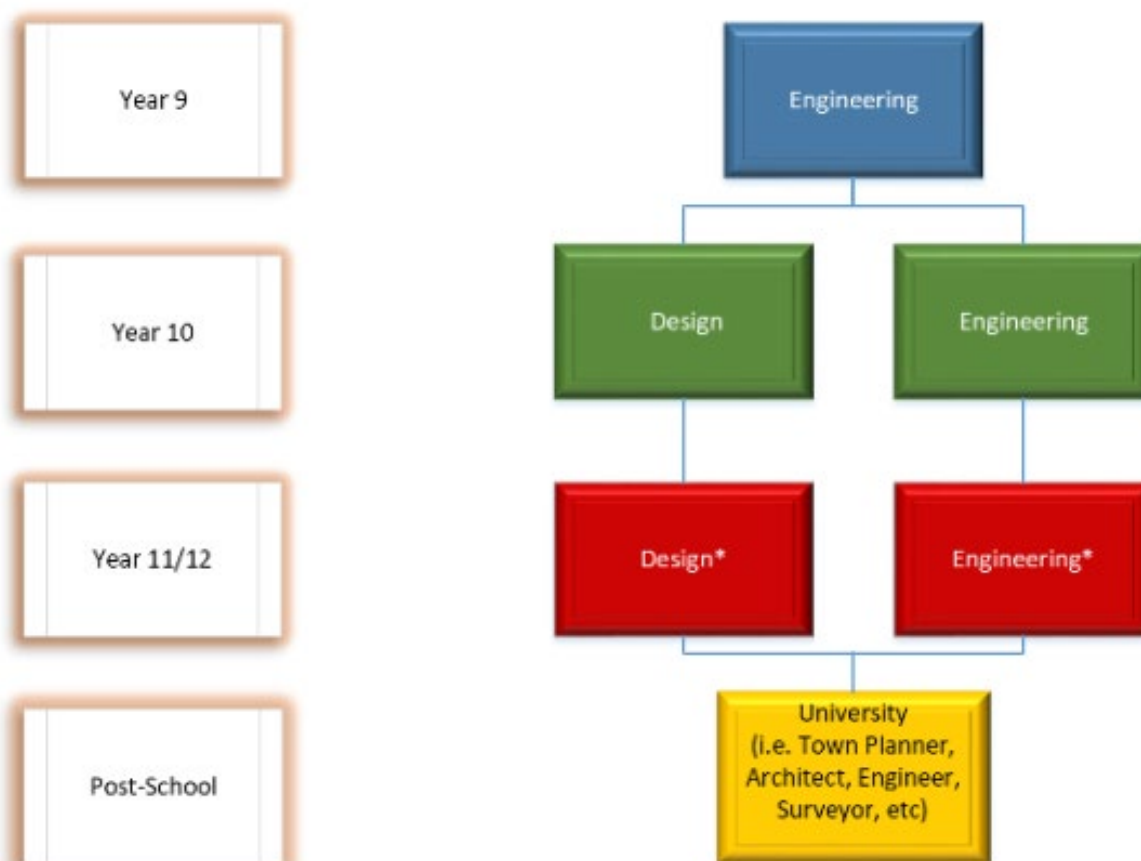 Year 9
Engineering
Year 10
Design
Engineering
Year 11/12
Design*
Engineering*
Post-School
University
(i.e. Town Planner,
Architect, Engineer,
Surveyor, etc)